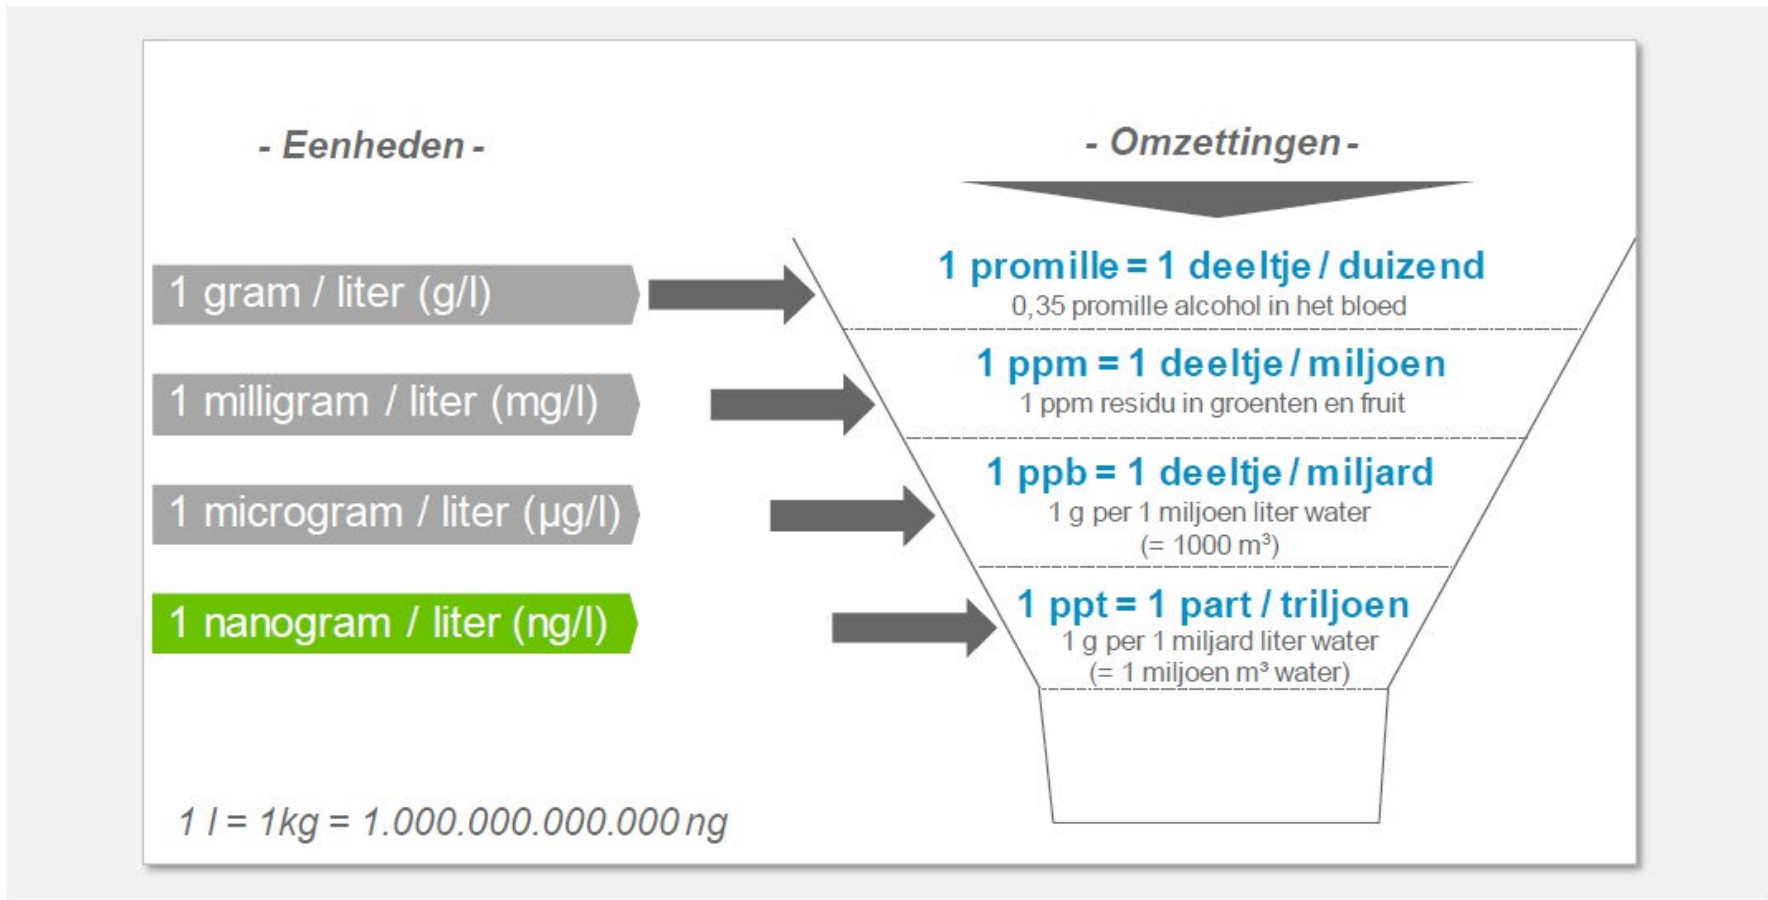 - Eenheden -
- Omzettingen -
1 gram / liter (g/l)
1 promille = 1 deeltje / duizend
0,35 promille alcohol in het bloed
1 milligram / liter (mg/l)
1 ppm = 1 deeltje / miljoen
1 ppm residu in groenten en fruit
1 microgram / liter (µg/l)
1 ppb = 1 deeltje / miljard
1 g per 1 miljoen liter water
(= 1000 m³)
1 nanogram / liter (ng/l)
1 ppt = 1 part / triljoen
1 g per 1 miljard liter water
(= 1 miljoen m³ water)
1 l = 1kg = 1.000.000.000.000 ng